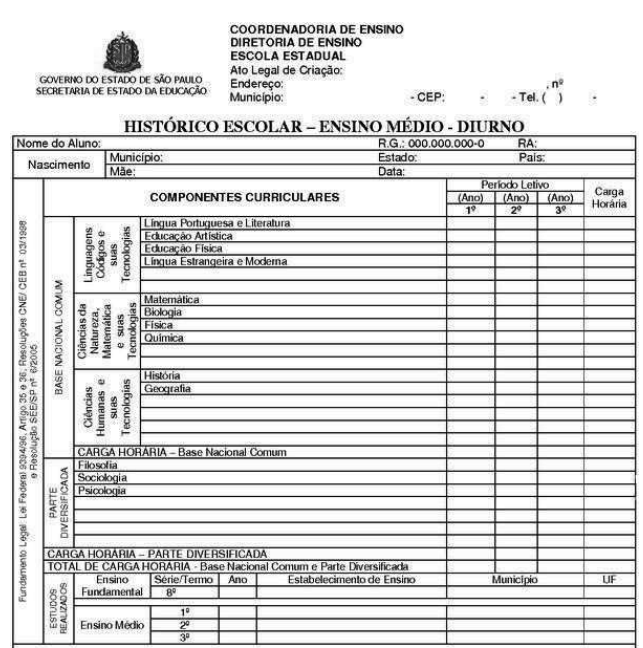 COORDENADORIA DE ENSINO
DIRETORIA DE ENSINO
ESCOLA ESTADUAL
Ato Legal de Criação:
Endereço: , nº
Município: - CEP: - - Tel. ( ) -
GOVERNO DO ESTADO DE SÃO PAULO
SECRETARIA DE ESTADO DA EDUCAÇÃO
HISTÓRICO ESCOLAR – ENSINO MÉDIO - DIURNO
Nome do Aluno: R.G.: 000.000.000-0 RA:
Nascimento
Município: Estado: País:
Mãe: Data:
Fundamento Legal: Lei Federal 9394/96, Artigo 35 e 36, Resoluções CNE/ CEB nº 03/1998
e Resolução SEE/SP nº 6/2005
COMPONENTES CURRICULARES
Período Letivo
(Ano) (Ano) (Ano)
1º 2º 3º
Carga
Horária
BASE NACIONAL COMUM
Linguagens
Códigos e
suas
Tecnologias
Língua Portuguesa e Literatura
Educação Artística
Educação Física
Língua Estrangeira e Moderna
Ciências da
Natureza,
Matemática
e suas
Tecnologias
Matemática
Biologia
Física
Química
Ciências
Humanas e
suas
Tecnologias
História
Geografia
CARGA HORÁRIA – Base Nacional Comum
PARTE
DIVERSIFICADA
Filosofia
Sociologia
Psicologia
CARGA HORÁRIA – PARTE DIVERSIFICADA
TOTAL DE CARGA HORÁRIA - Base Nacional Comum e Parte Diversificada
ESTUDOS
REALIZADOS
Ensino
Fundamental
Série/Termo Ano Estabelecimento de Ensino Município UF
8ª
Ensino Médio
1ª
2ª
3ª